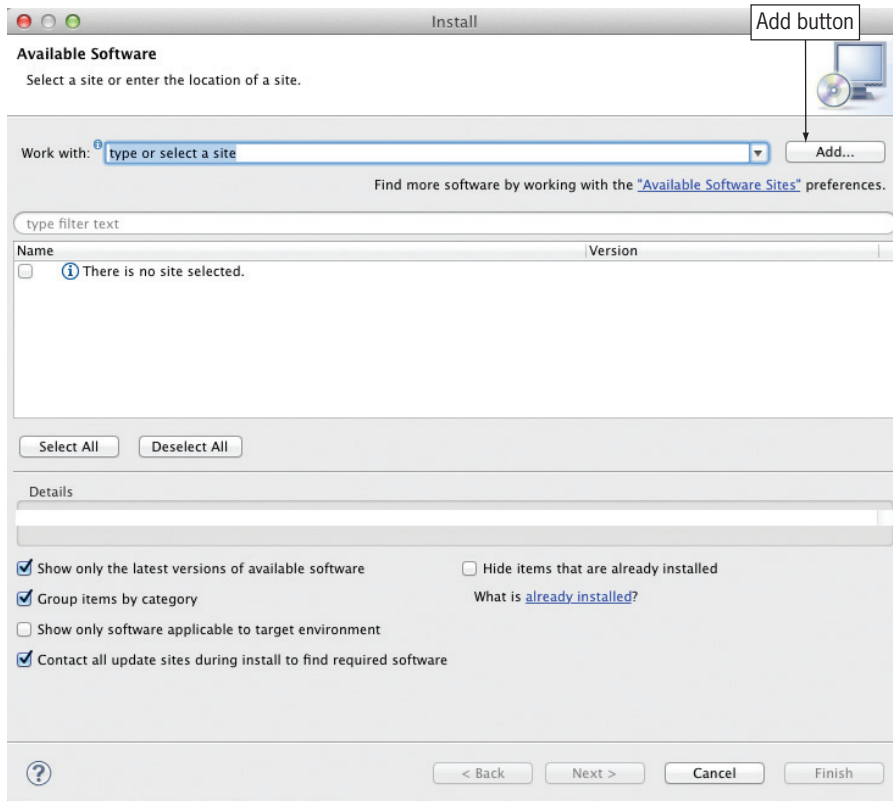 Install
Add button
Available Software
Select a site or enter the location of a site.
Work with: type or select a site
Add...
Find more software by working with the "Available Software Sites" preferences.
type filter text
Name Version
There is no site selected.
Select All Deselect All
Details
Show only the latest versions of available software
Hide items that are already installed
Group items by category
What is already installed?
Show only software applicable to target environment
Contact all update sites during install to find required software
? < Back Next > Cancel Finish